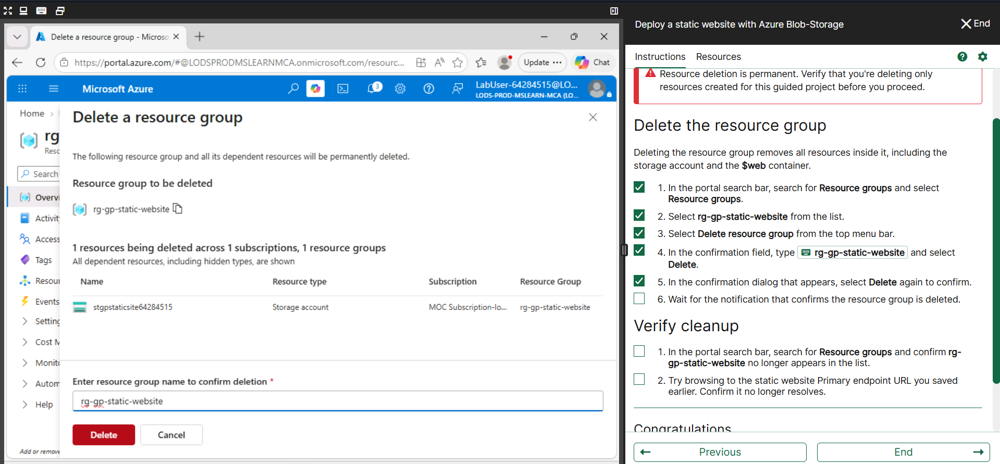 Deploy a static website with Azure Blob-Storage
End
Delete a resource group - Microso
https://portal.azure.com/#@LODSPRODMSLEARNMCA.onmicrosoft.com/resourc...
Update
Chat
Microsoft Azure
3
LabUser-64284515@LO...
LODS-PROD-MSLEARN-MCA (LO...
Home
rg
Resc
Search
Overvi
Activit
Access
Tags
Resour
Events
Setting
Cost M
Monito
Autom
Help
Add or remove
Delete a resource group
The following resource group and all its dependent resources will be permanently deleted.
Resource group to be deleted
rg-gp-static-website
1 resources being deleted across 1 subscriptions, 1 resource groups
All dependent resources, including hidden types, are shown
Name Resource type Subscription Resource Group
stgpstaticsite64284515 Storage account MOC Subscription-lo... rg-gp-static-website
Enter resource group name to confirm deletion *
rg-gp-static-website
Delete Cancel
Instructions Resources
Resource deletion is permanent. Verify that you're deleting only
resources created for this guided project before you proceed.
Delete the resource group
Deleting the resource group removes all resources inside it, including the
storage account and the $web container.
1. In the portal search bar, search for Resource groups and select
Resource groups.
2. Select rg-gp-static-website from the list.
3. Select Delete resource group from the top menu bar.
4. In the confirmation field, type rg-gp-static-website and select
Delete.
5. In the confirmation dialog that appears, select Delete again to confirm.
6. Wait for the notification that confirms the resource group is deleted.
Verify cleanup
1. In the portal search bar, search for Resource groups and confirm rg-
gp-static-website no longer appears in the list.
2. Try browsing to the static website Primary endpoint URL you saved
earlier. Confirm it no longer resolves.
Congratulations
Previous
End